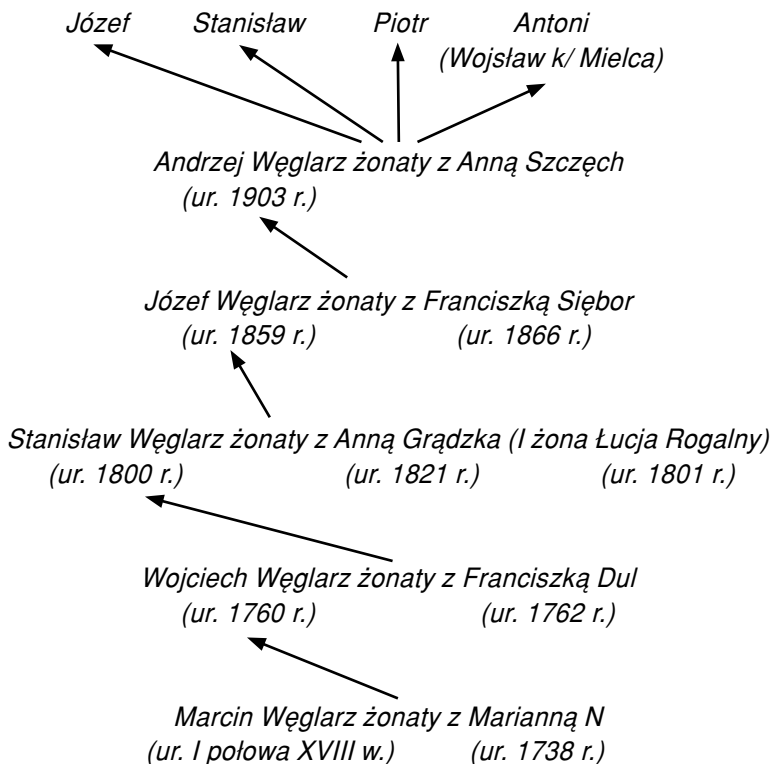 Józef Stanisław Piotr Antoni
(Wojsław k/ Mielca)
Andrzej Węglarz żonaty z Anną Szczęch
(ur. 1903 r.)
Józef Węglarz żonaty z Franciszką Siębor
(ur. 1859 r.) (ur. 1866 r.)
Stanisław Węglarz żonaty z Anną Grądzka (I żona Łucja Rogalny)
(ur. 1800 r.) (ur. 1821 r.) (ur. 1801 r.)
Wojciech Węglarz żonaty z Franciszką Dul
(ur. 1760 r.) (ur. 1762 r.)
Marcin Węglarz żonaty z Marianną N
(ur. I połowa XVIII w.) (ur. 1738 r.)